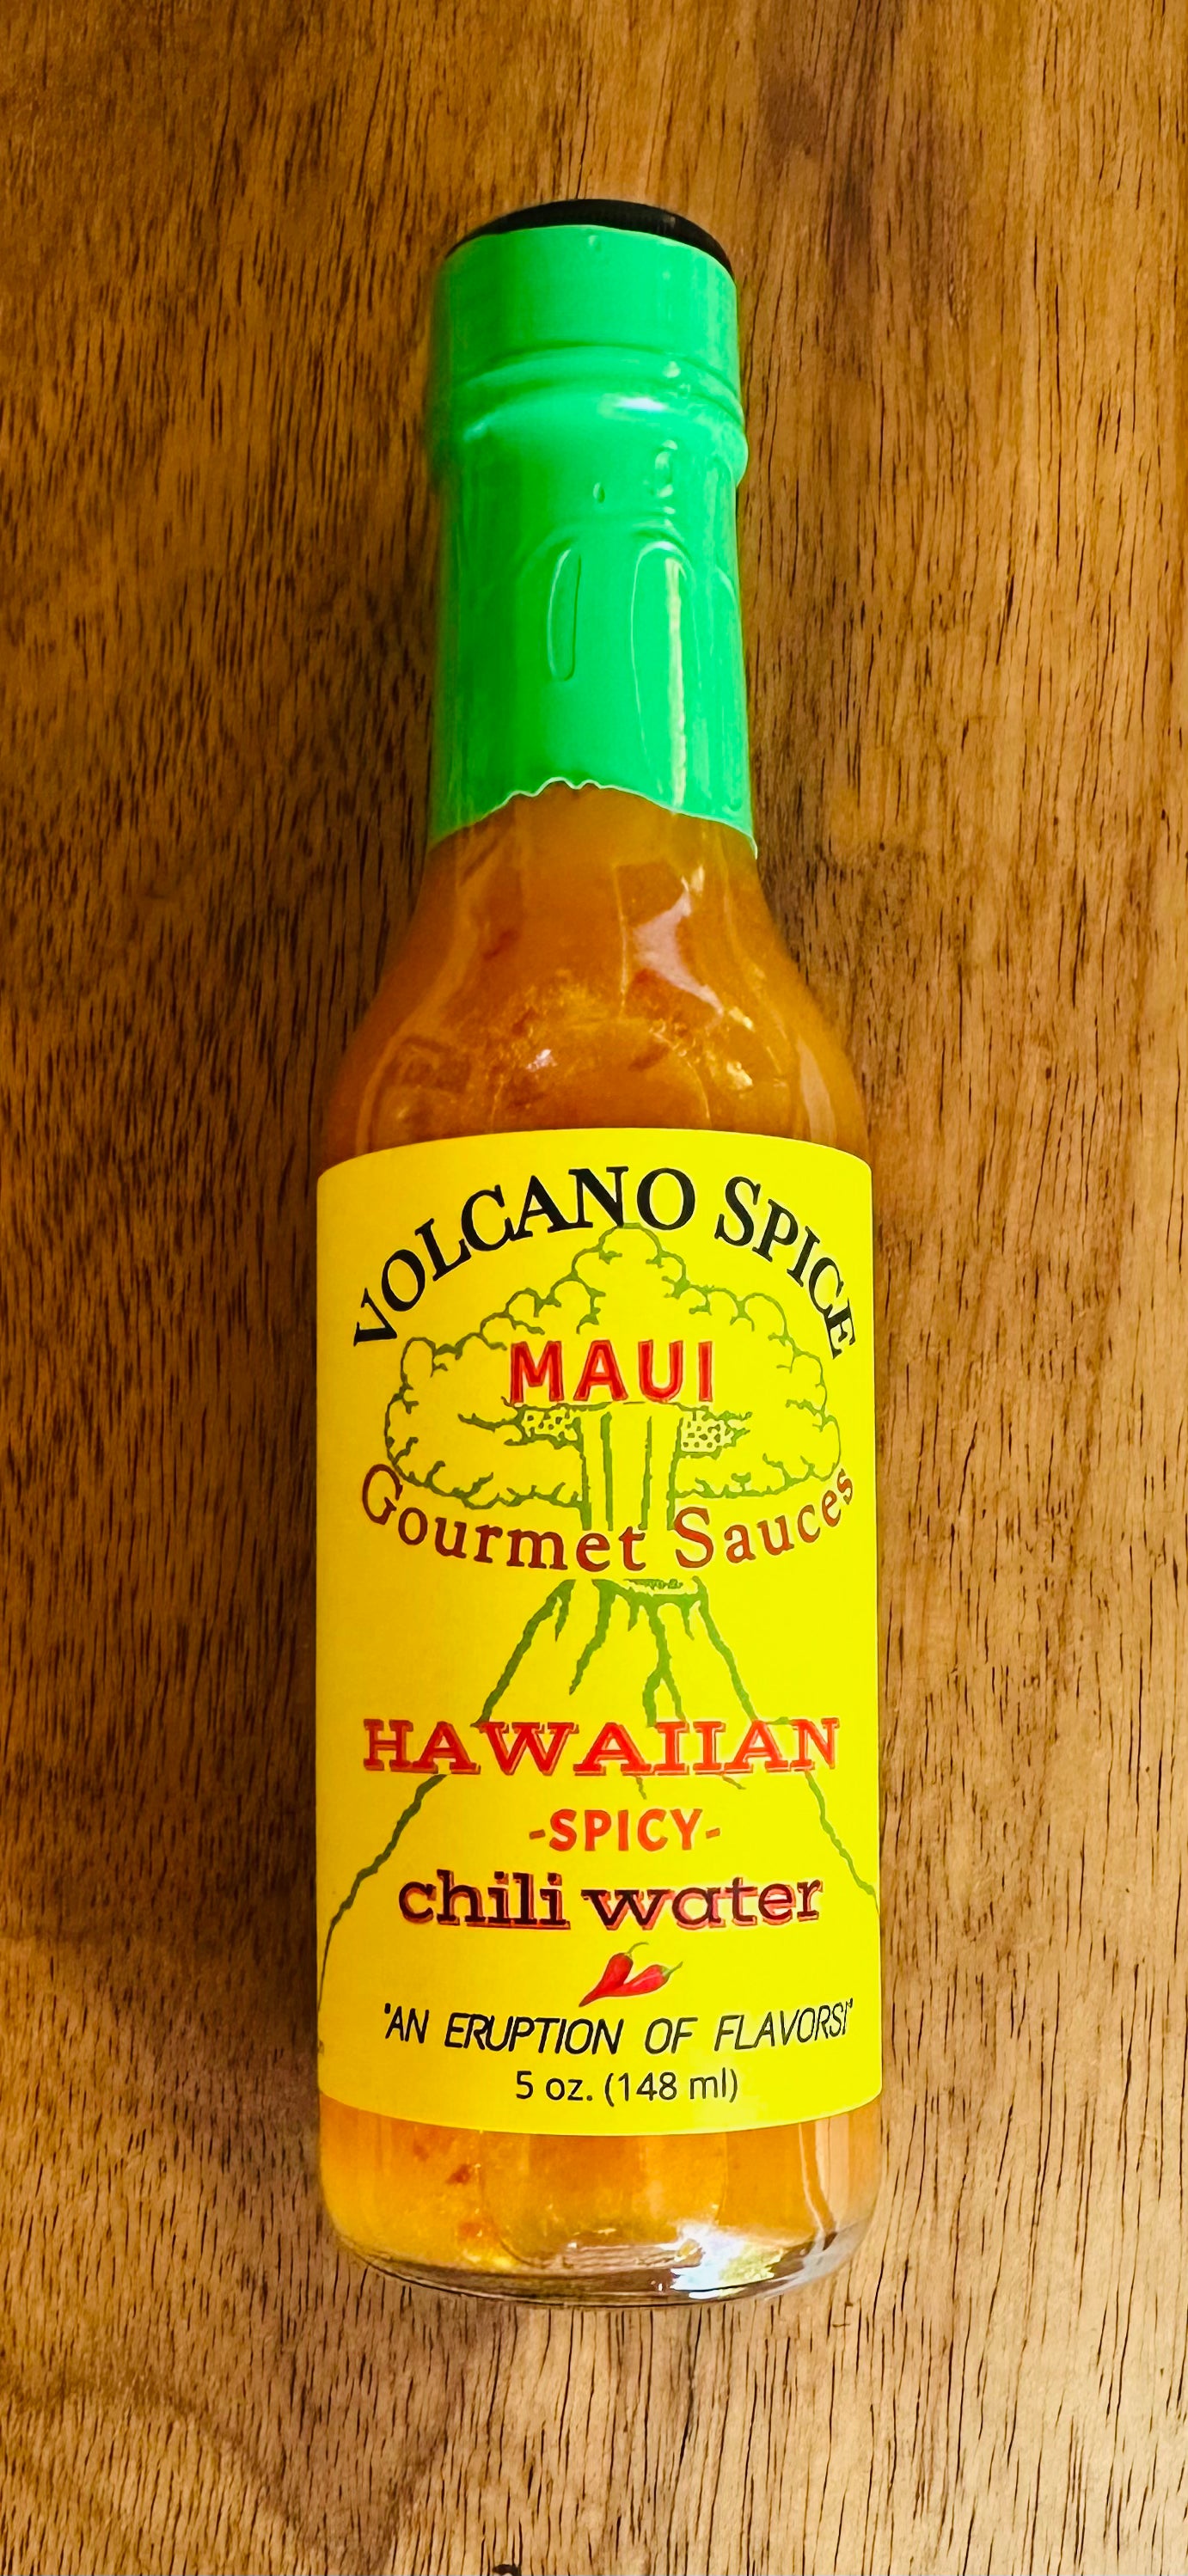 VOLCANO SPICE
MAUI
Gourmet Sauces
HAWAIIAN
-SPICY-
chili water
"AN ERUPTION OF FLAVORS!"
5 oz. (148 ml)